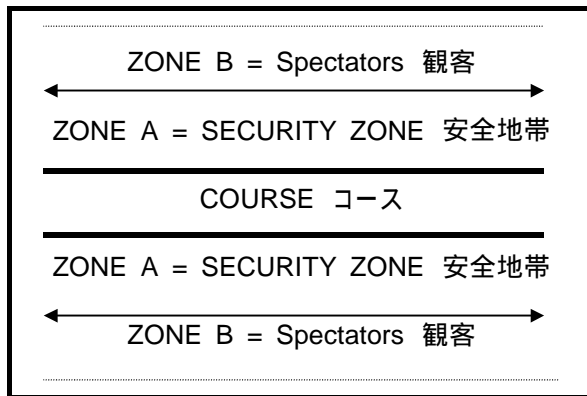 ZONE B = Spectators 観客
ZONE A = SECURITY ZONE 安全地帯
COURSE コース
ZONE A = SECURITY ZONE 安全地帯
ZONE B = Spectators 観客